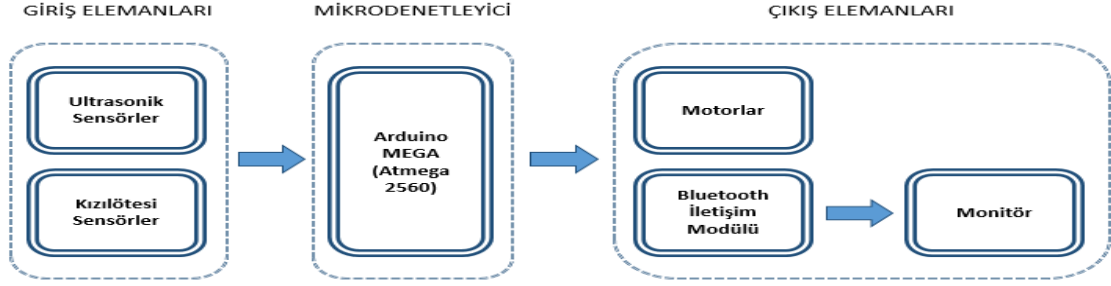 GİRİŞ ELEMANLARI
MİKRODENETLEYİCİ
ÇIKIŞ ELEMANLARI
Ultrasonik
Sensörler
Kızılötesi
Sensörler
Arduino
MEGA
(Atmega
2560)
Motorlar
Bluetooth
İletişim
Modülü
Monitör